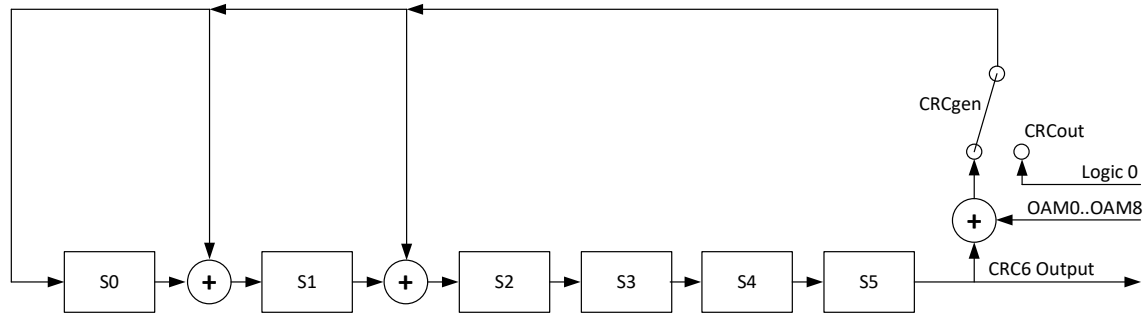 CRCgen
CRCout
Logic 0
OAM0..OAM8
+
S0
+
S1
+
S2
S3
S4
S5
CRC6 Output